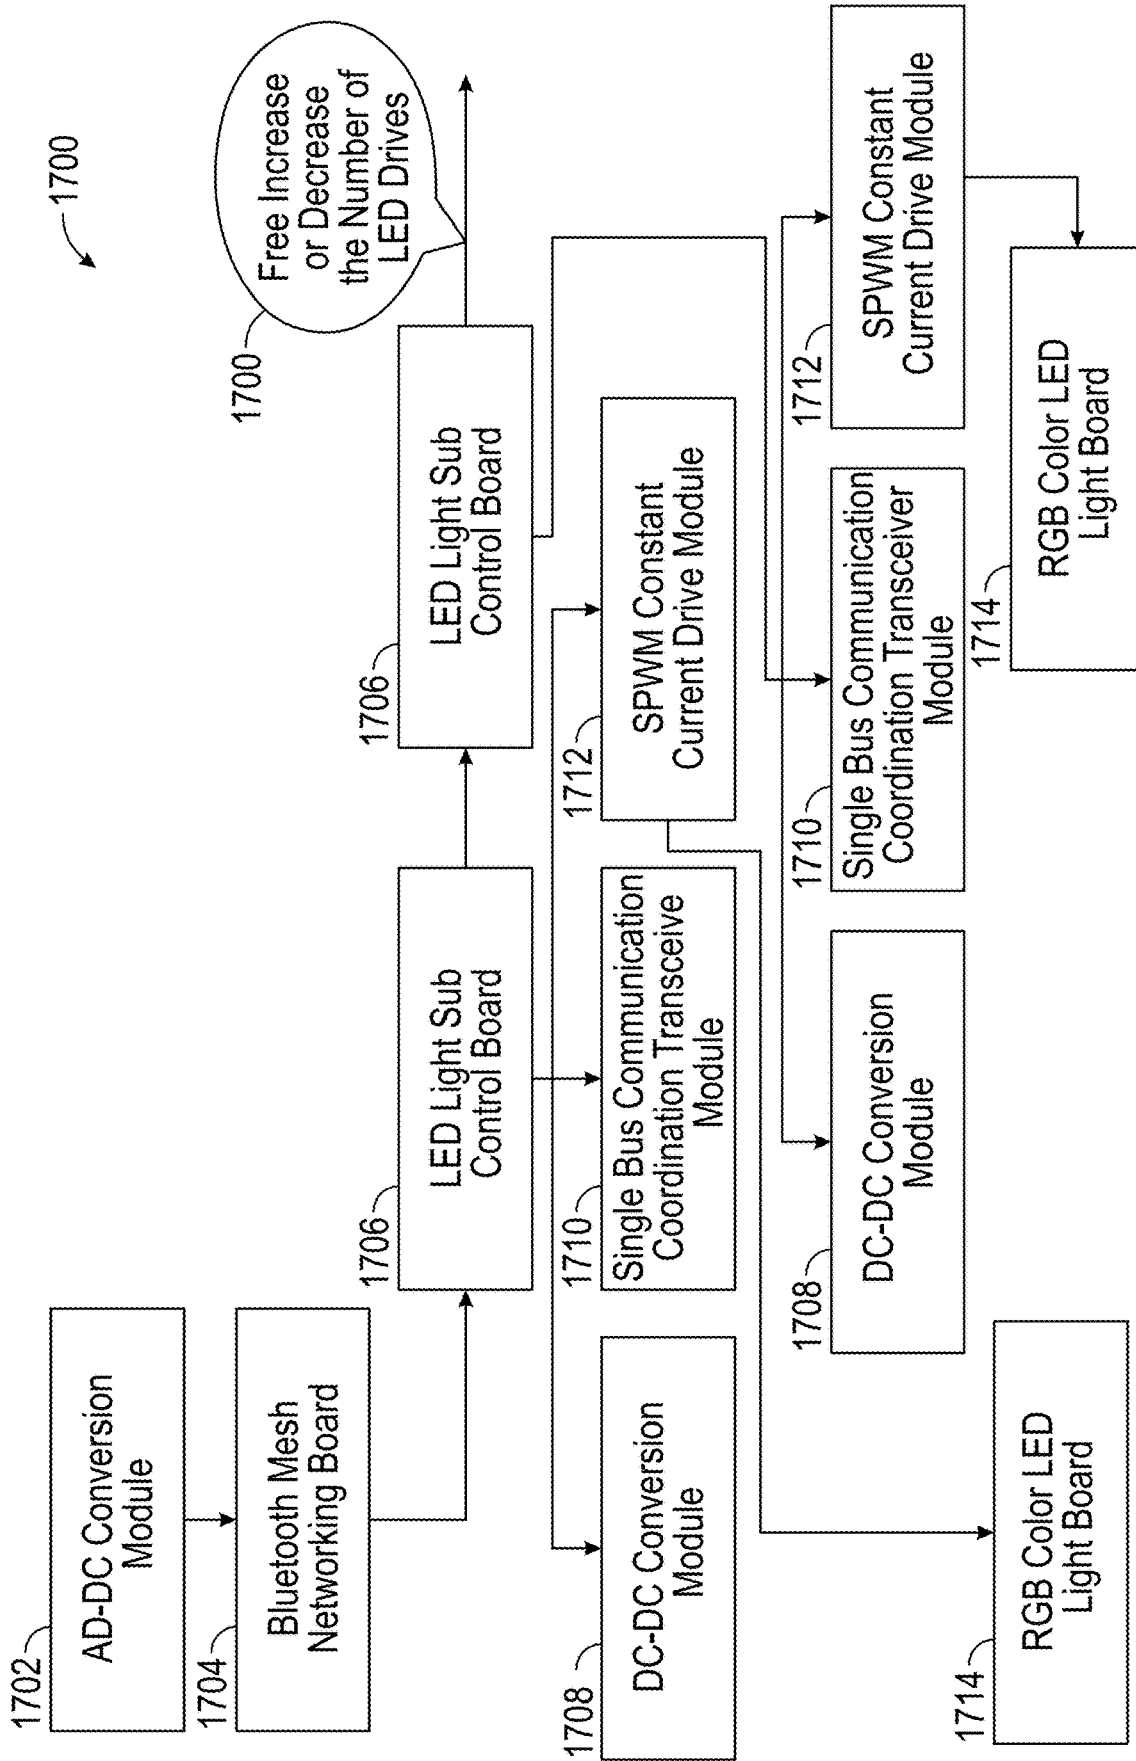 1700
1702
AD-DC Conversion
Module
1704
Bluetooth Mesh
Networking Board
1706
LED Light Sub
Control Board
1706
LED Light Sub
Control Board
1700
Free Increase
or Decrease
the Number of
LED Drives
1708
DC-DC Conversion
Module
1710
Single Bus Communication
Coordination Transceive
Module
1712
SPWM Constant
Current Drive Module
1708
DC-DC Conversion
Module
1710
Single Bus Communication
Coordination Transceiver
Module
1712
SPWM Constant
Current Drive Module
1714
RGB Color LED
Light Board
1714
RGB Color LED
Light Board